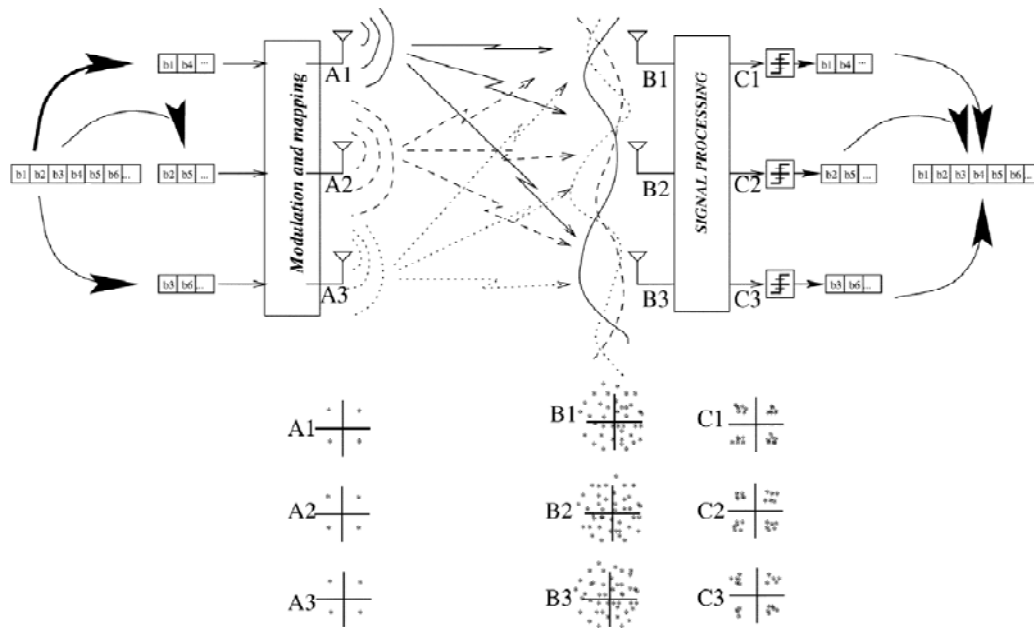 b1 b4 ...
A1
B1
C1
b1 b4 ...
b1 b2 b3 b4 b5 b6 ...
b2 b5 ...
Modulation and mapping
A2
B2
SIGNAL PROCESSING
C2
b2 b5 ...
b1 b2 b3 b4 b5 b6 ...
b3 b6 ...
A3
B3
C3
b3 b6 ...
A1
B1
C1
A2
B2
C2
A3
B3
C3